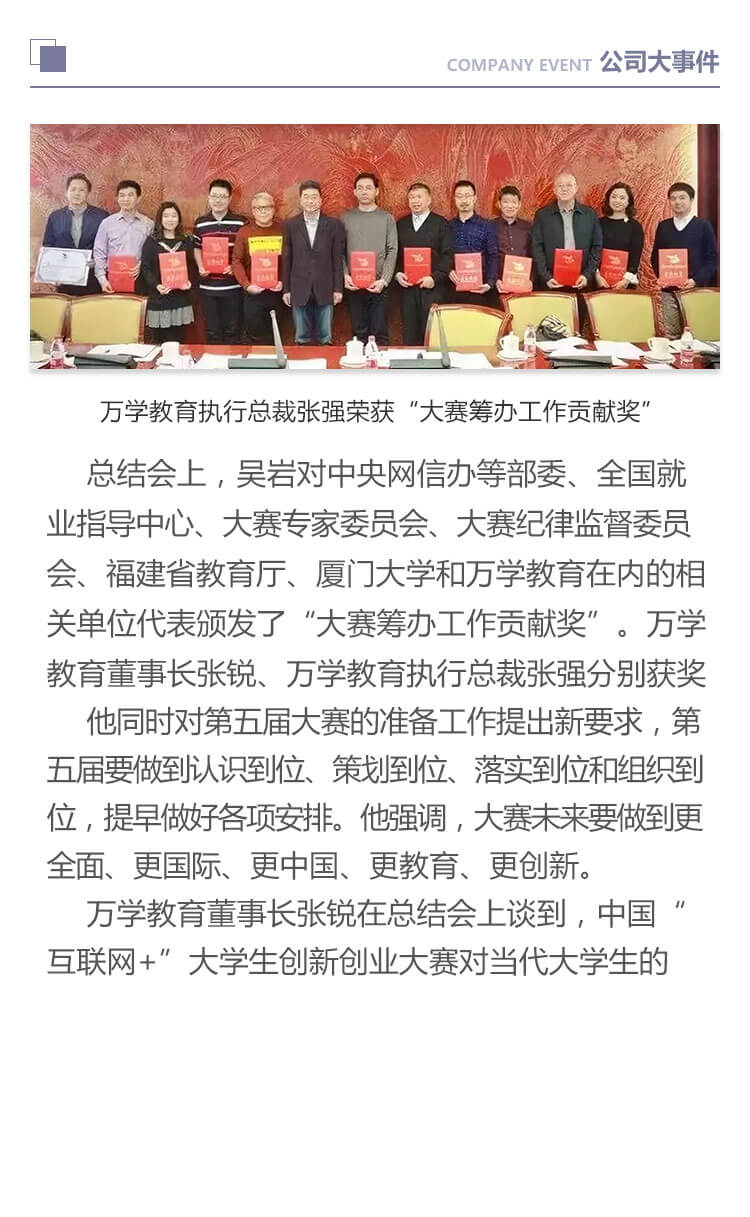 COMPANY EVENT 公司大事件
万学教育执行总裁张强荣获“大赛筹办工作贡献奖”
总结会上，吴岩对中央网信办等部委、全国就
业指导中心、大赛专家委员会、大赛纪律监督委员
会、福建省教育厅、厦门大学和万学教育在内的相
关单位代表颁发了“大赛筹办工作贡献奖”。万学
教育董事长张锐、万学教育执行总裁张强分别获奖
他同时对第五届大赛的准备工作提出新要求，第
五届要做到认识到位、策划到位、落实到位和组织到
位，提早做好各项安排。他强调，大赛未来要做到更
全面、更国际、更中国、更教育、更创新。
万学教育董事长张锐在总结会上谈到，中国“
互联网+”大学生创新创业大赛对当代大学生的